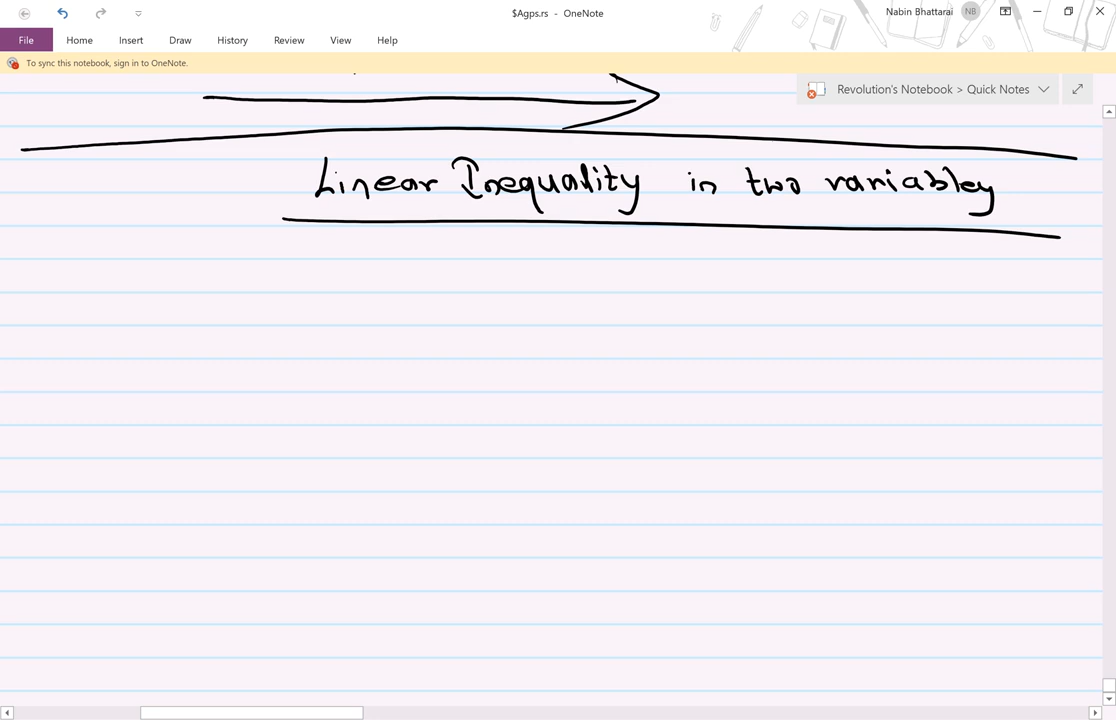 $Agps.rs - OneNote
Nabin Bhattarai NB
File Home Insert Draw History Review View Help
To sync this notebook, sign in to OneNote.
Revolution's Notebook > Quick Notes
Linear Inequality in two variables